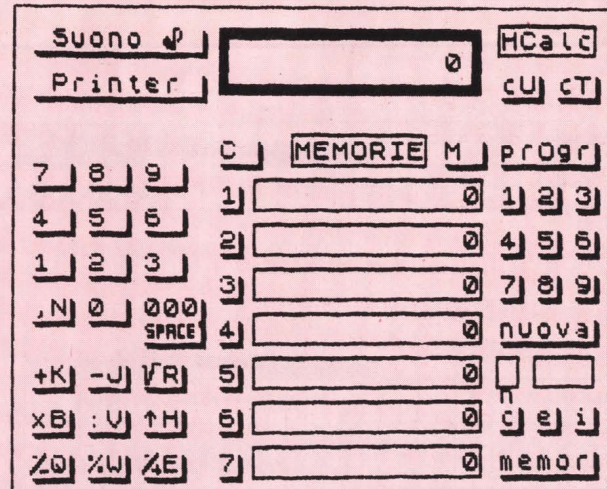 Suono 0 HCalc
Printer cU cT
C MEMORIE M prOgr
7 8 9 1 0 1 2 3
4 5 6 2 0 4 5 6
1 2 3 3 0 7 8 9
,N 0 000 SPACE 4 0 nuova
+K -J √R 5 0 n
xB :V ↑H 6 0 c e i
%W 7 0 memor